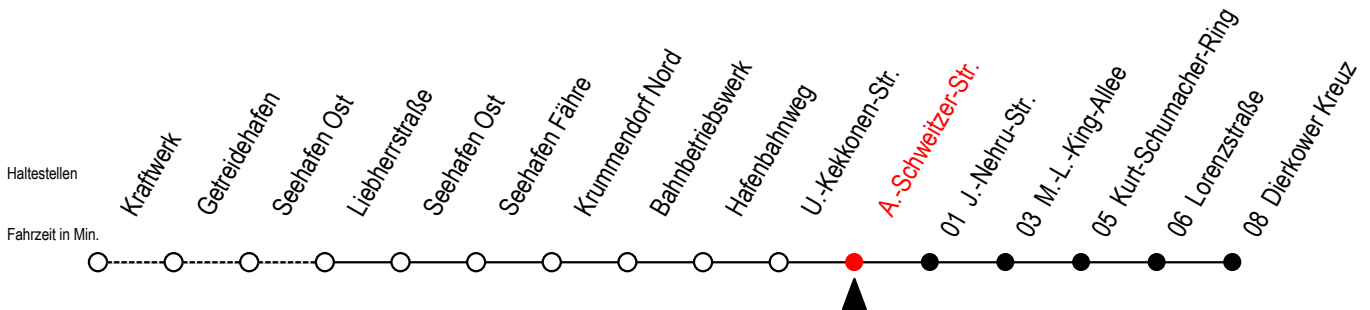 Haltestellen
Kraftwerk
Getreidehafen
Seehafen Ost
Liebherrstraße
Seehafen Ost
Seehafen Fähre
Krummendorf Nord
Bahnbetriebswerk
Hafenbahnweg
U.-Kekkonen-Str.
A.-Schweitzer-Str.
01 J.-Nehru-Str.
03 M.-L.-King-Allee
05 Kurt-Schumacher-Ring
06 Lorenzstraße
08 Dierkower Kreuz
Fahrzeit in Min.